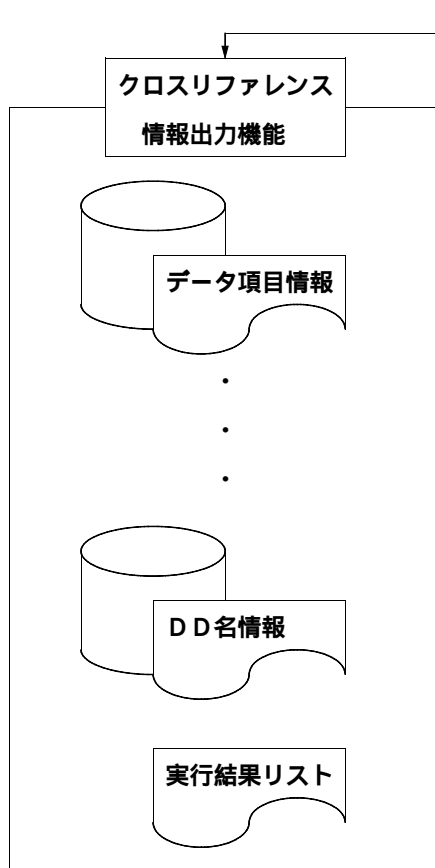 クロスリファレンス
情報出力機能
データ項目情報
・
・
・
ＤＤ名情報
実行結果リスト